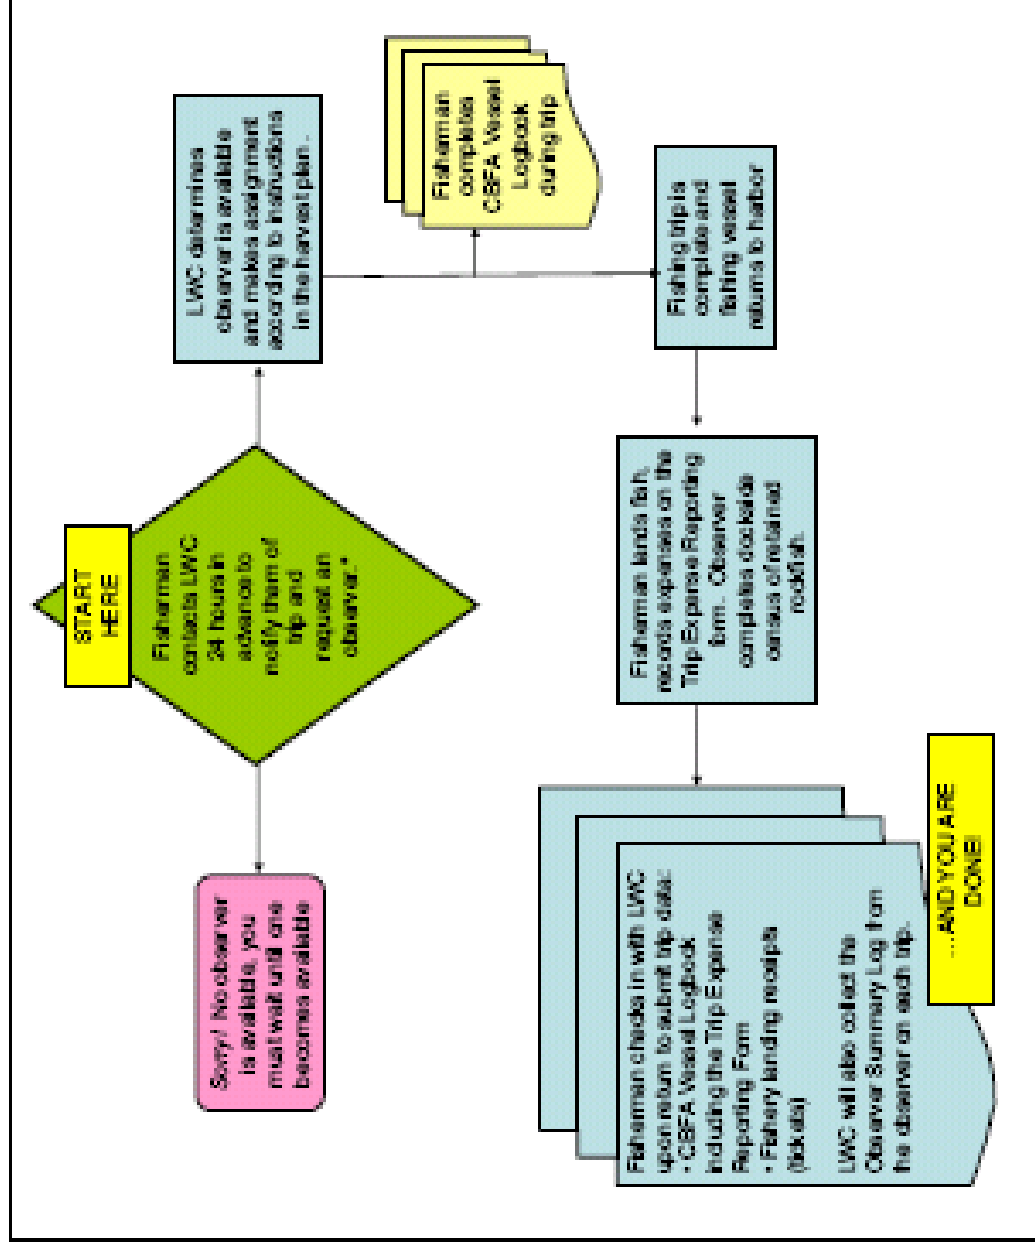 START
HERE
Fisherman
contacts LWC
24 hours in
advance to
notify them of
trip and
request an
observer.*
Sorry! No observer
is available, you
must wait until one
becomes available
LWC determines
observer is available
and makes assignment
according to instructions
in the harvest plan.
Fisherman
completes
CBFA Vessel
Logbook
during trip
Fishing trip is
complete and
fishing vessel
returns to harbor
Fisherman lands fish,
records expenses on the
Trip Expense Reporting
form. Observer
completes dockside
census of retained
rockfish.
Fisherman checks in with LWC
upon return to submit trip data:
• CBFA Vessel Logbook
including the Trip Expense
Reporting Form
• Fishery landing receipts
(tickets)
LWC will also collect the
Observer Summary Log from
the observer on each trip.
....AND YOU ARE
DONE!